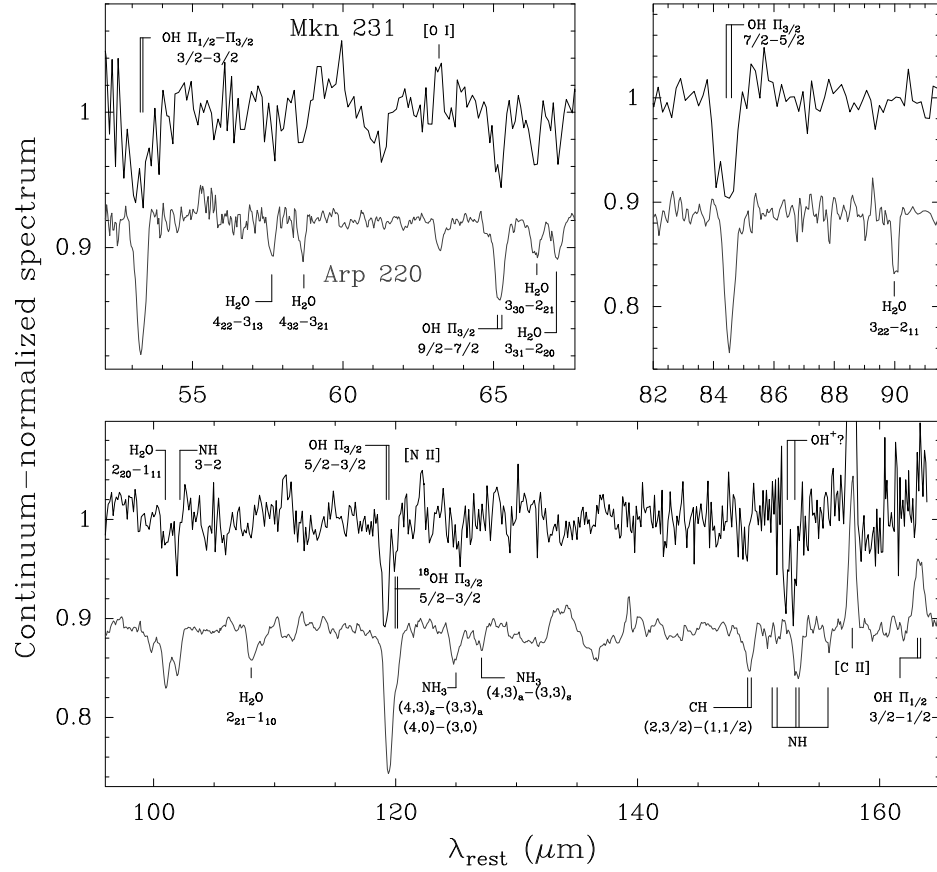 Mkn 231
[O I]
OH Π1/2−Π3/2
3/2−3/2
Arp 220
H2O
4₂₂−3₁₃
H2O
4₃₂−3₂₁
OH Π3/2
9/2−7/2
H2O
3₃₀−2₂₁
H2O
3₃₁−2₂₀
1
0.9
55
60
65
OH Π3/2
7/2−5/2
H2O
3₂₂−2₁₁
1
0.9
0.8
82
84
86
88
90
Continuum−normalized spectrum
H2O
2₂₀−1₁₁
NH
3−2
OH Π3/2
5/2−3/2
[N II]
OH⁺?
¹⁸OH Π3/2
5/2−3/2
H2O
2₂₁−1₁₀
NH₃
(4,3)ₛ−(3,3)ₐ
(4,0)−(3,0)
NH₃
(4,3)ₐ−(3,3)ₛ
CH
(2,3/2)−(1,1/2)
NH
[C II]
OH Π1/2
3/2−1/2−
1
0.9
0.8
100
120
140
160
λrest (μm)